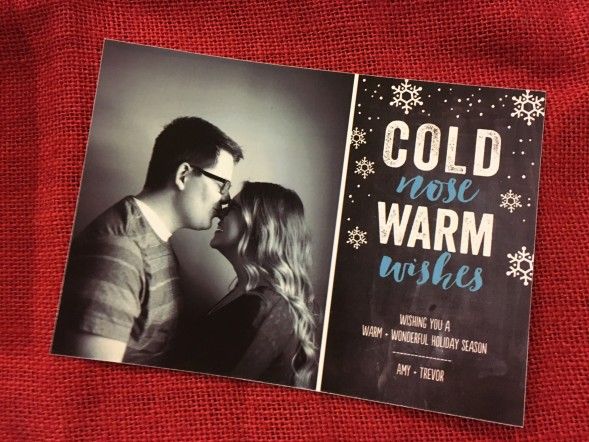 COLD
nose
WARM
wishes
WISHING YOU A
WARM + WONDERFUL HOLIDAY SEASON
AMY + TREVOR